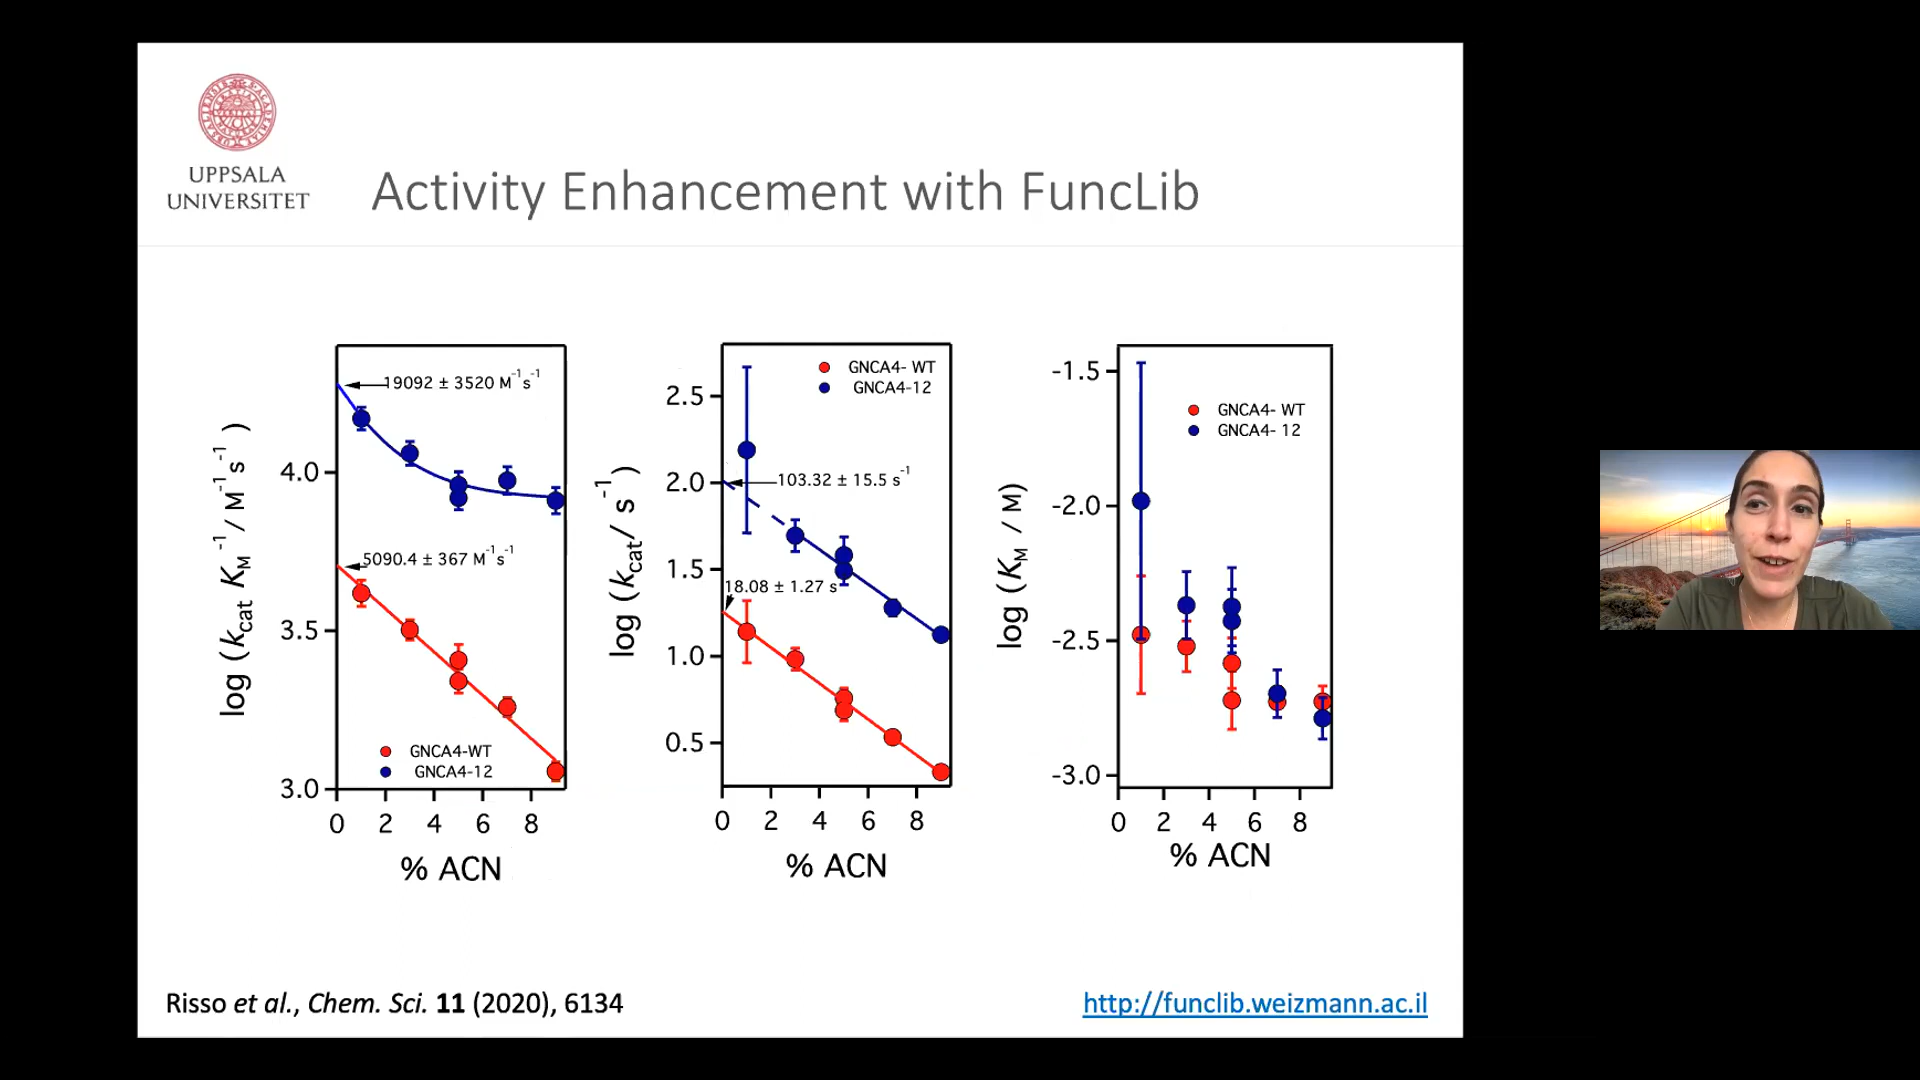 UPPSALA
UNIVERSITET
Activity Enhancement with FuncLib
19092 ± 3520 M⁻¹s⁻¹
5090.4 ± 367 M⁻¹s⁻¹
4.0
3.5
3.0
0 2 4 6 8
% ACN
log (kcat KM⁻¹ / M⁻¹ s⁻¹ )
GNCA4-WT
GNCA4-12
GNCA4- WT
GNCA4-12
103.32 ± 15.5 s⁻¹
18.08 ± 1.27 s
2.5
2.0
1.5
1.0
0.5
0 2 4 6 8
% ACN
log (kcat/ s⁻¹)
GNCA4- WT
GNCA4- 12
-1.5
-2.0
-2.5
-3.0
0 2 4 6 8
% ACN
log (KM / M)
Risso et al., Chem. Sci. 11 (2020), 6134
http://funclib.weizmann.ac.il